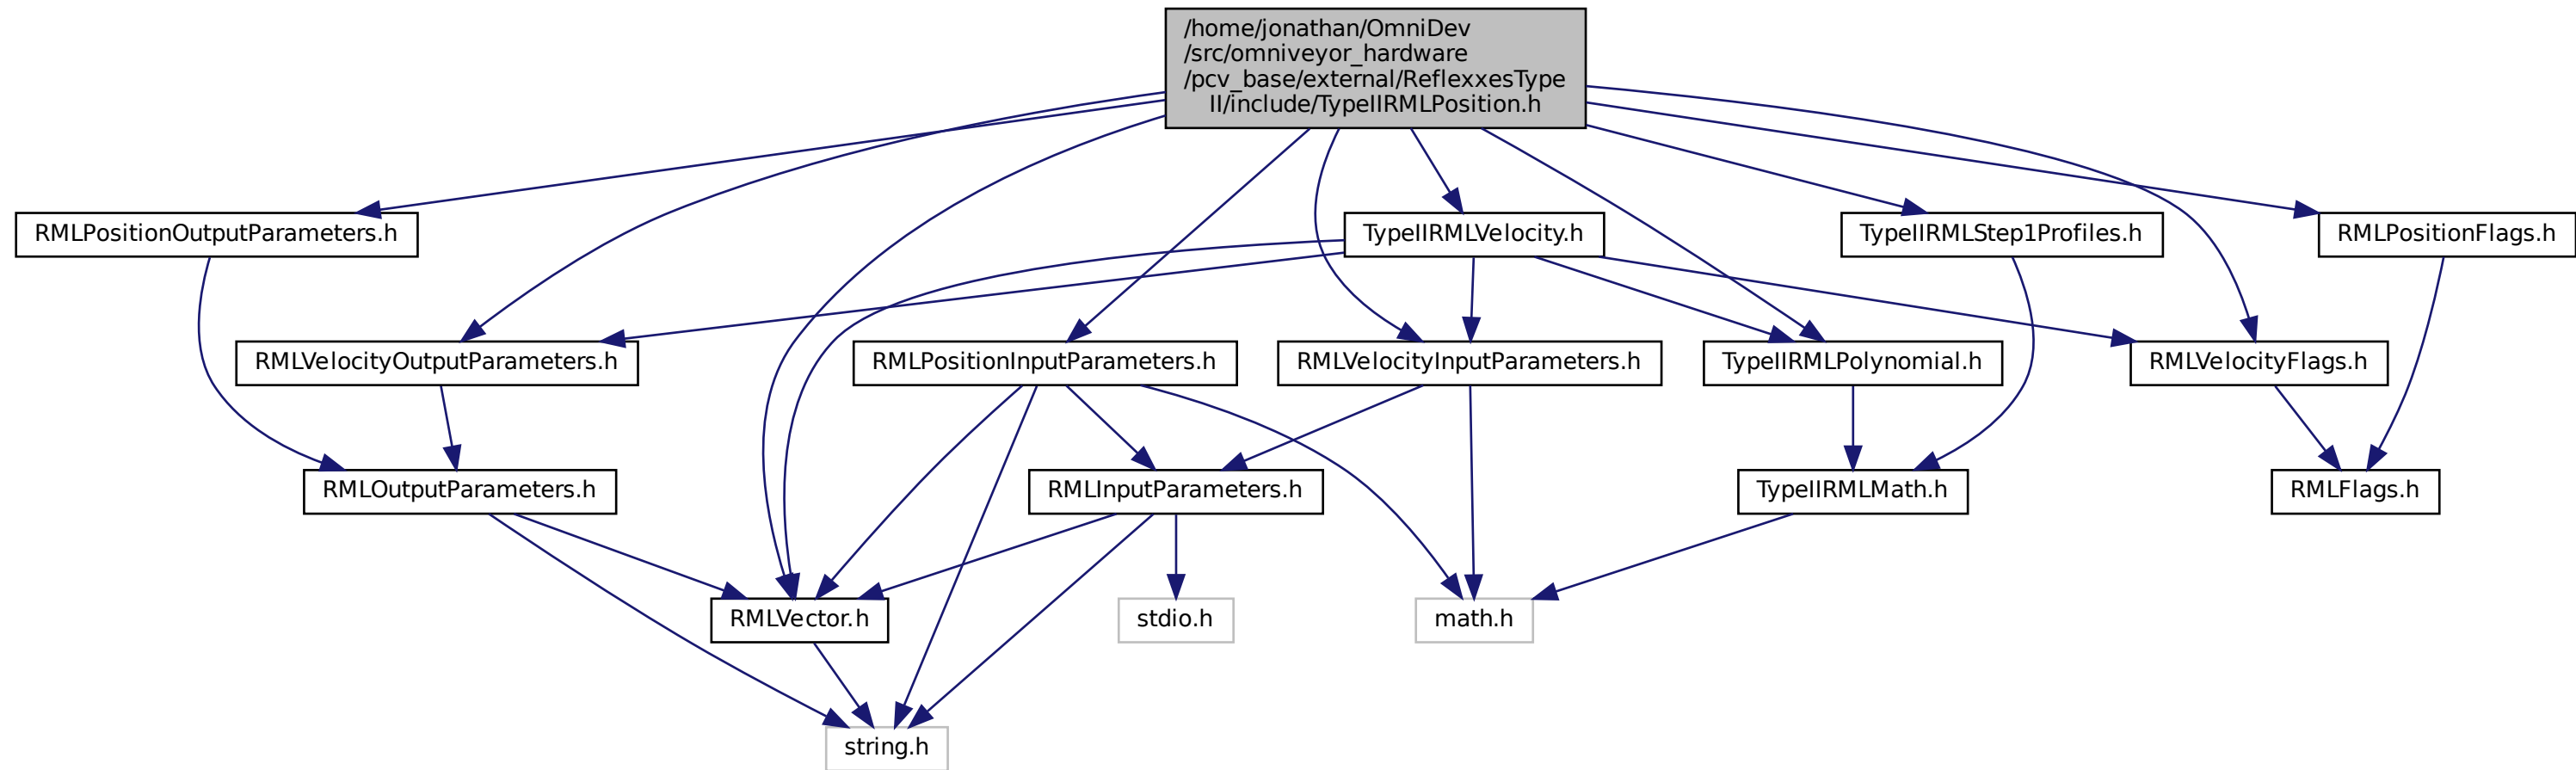 /home/jonathan/OmniDev
/src/omniveyor_hardware
/pcv_base/external/ReflexxesType
II/include/TypeIIRMLPosition.h
RMLPositionOutputParameters.h
TypeIIRMLVelocity.h
TypeIIRMLStep1Profiles.h
RMLPositionFlags.h
RMLVelocityOutputParameters.h
RMLPositionInputParameters.h
RMLVelocityInputParameters.h
TypeIIRMLPolynomial.h
RMLVelocityFlags.h
RMLOutputParameters.h
RMLInputParameters.h
TypeIIRMLMath.h
RMLFlags.h
RMLVector.h
stdio.h
math.h
string.h